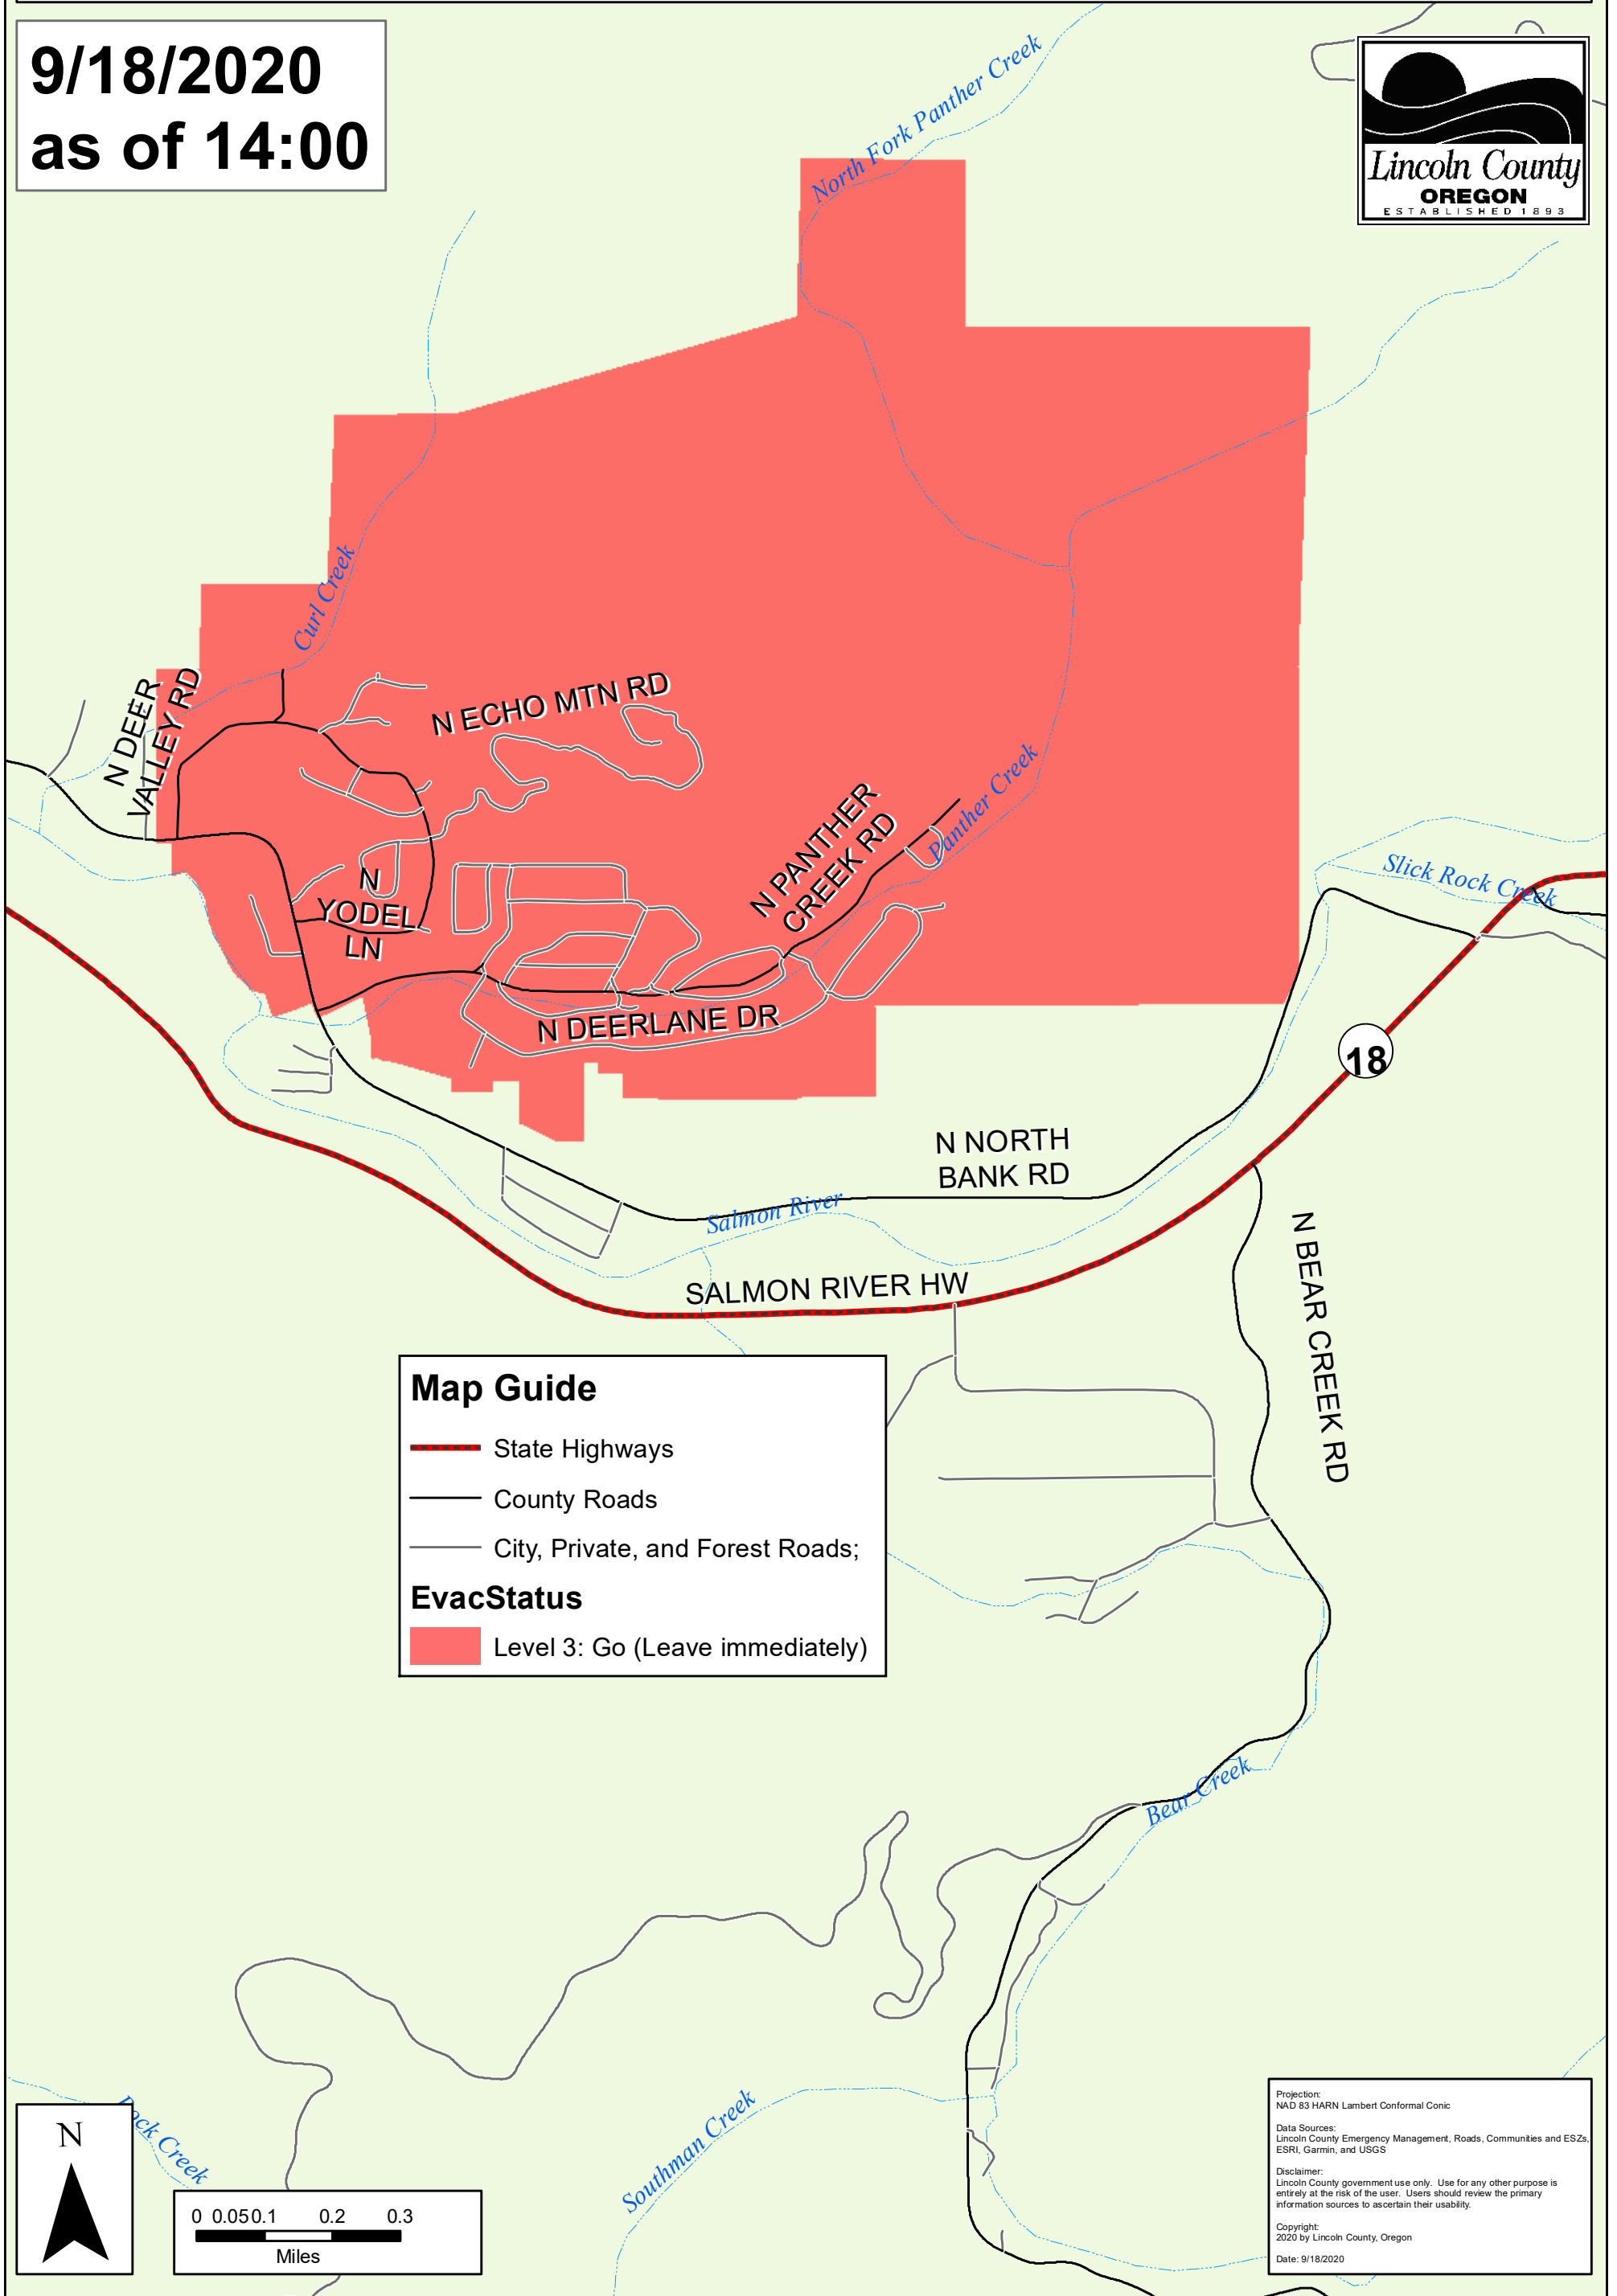 9/18/2020
as of 14:00
Lincoln County
OREGON
ESTABLISHED 1893
North Fork Panther Creek
Curl Creek
N DEER
VALLEY RD
N ECHO MTN RD
N PANTHER
CREEK RD
Panther Creek
Slick Rock Creek
N
YODEL
LN
N DEERLANE DR
18
N NORTH
BANK RD
Salmon River
SALMON RIVER HW
N BEAR CREEK RD
Map Guide
State Highways
County Roads
City, Private, and Forest Roads;
EvacStatus
Level 3: Go (Leave immediately)
Bear Creek
Rock Creek
Southman Creek
N
0 0.05 0.1 0.2 0.3
Miles
Projection:
NAD 83 HARN Lambert Conformal Conic
Data Sources:
Lincoln County Emergency Management, Roads, Communities and ESZs,
ESRI, Garmin, and USGS
Disclaimer:
Lincoln County government use only. Use for any other purpose is
entirely at the risk of the user. Users should review the primary
information sources to ascertain their usability.
Copyright:
2020 by Lincoln County, Oregon
Date: 9/18/2020